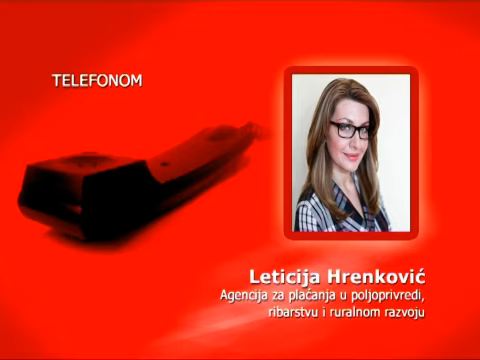 TELEFONOM
Leticija Hrenković
Agencija za plaćanja u poljoprivredi,
ribarstvu i ruralnom razvoju